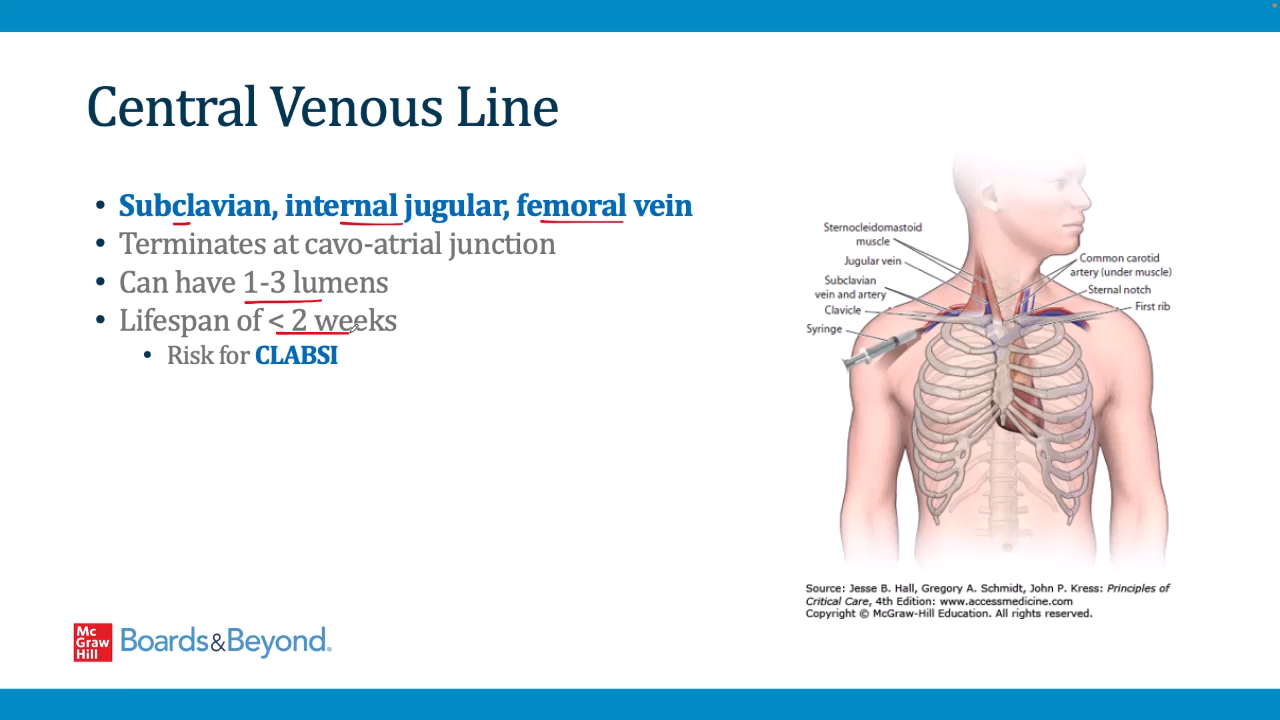 Central Venous Line
• Subclavian, internal jugular, femoral vein
• Terminates at cavo-atrial junction
• Can have 1-3 lumens
• Lifespan of < 2 weeks
• Risk for CLABSI
Sternocleidomastoid
muscle
Jugular vein
Subclavian
vein and artery
Clavicle
Syringe
Common carotid
artery (under muscle)
Sternal notch
First rib
Source: Jesse B. Hall, Gregory A. Schmidt, John P. Kress: Principles of
Critical Care, 4th Edition: www.accessmedicine.com
Copyright © McGraw-Hill Education. All rights reserved.
Mc
Graw
Hill
Boards&Beyond®